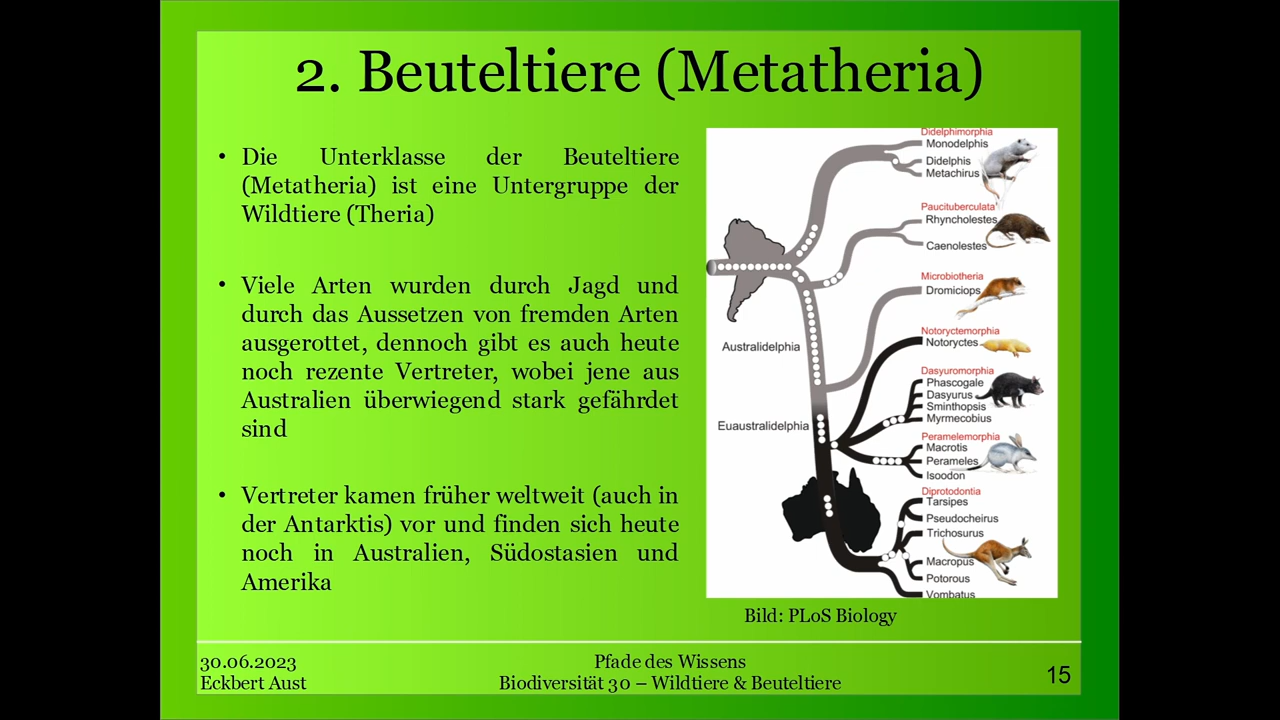 2. Beuteltiere (Metatheria)
• Die Unterklasse der Beuteltiere
(Metatheria) ist eine Untergruppe der
Wildtiere (Theria)
• Viele Arten wurden durch Jagd und
durch das Aussetzen von fremden Arten
ausgerottet, dennoch gibt es auch heute
noch rezente Vertreter, wobei jene aus
Australien überwiegend stark gefährdet
sind
• Vertreter kamen früher weltweit (auch in
der Antarktis) vor und finden sich heute
noch in Australien, Südostasien und
Amerika
Didelphimorphia
Monodelphis
Didelphis
Metachirus
Paucituberculata
Rhyncholestes
Caenolestes
Microbiotheria
Dromiciops
Notoryctemorphia
Notoryctes
Australidelphia
Dasyuromorphia
Phascogale
Dasyurus
Sminthopsis
Myrmecobius
Euaustralidelphia
Peramelemorphia
Macrotis
Perameles
Isoodon
Diprotodontia
Tarsipes
Pseudocheirus
Trichosurus
Macropus
Potorous
Vombatus
Bild: PLoS Biology
30.06.2023
Eckbert Aust
Pfade des Wissens
Biodiversität 30 – Wildtiere & Beuteltiere
15